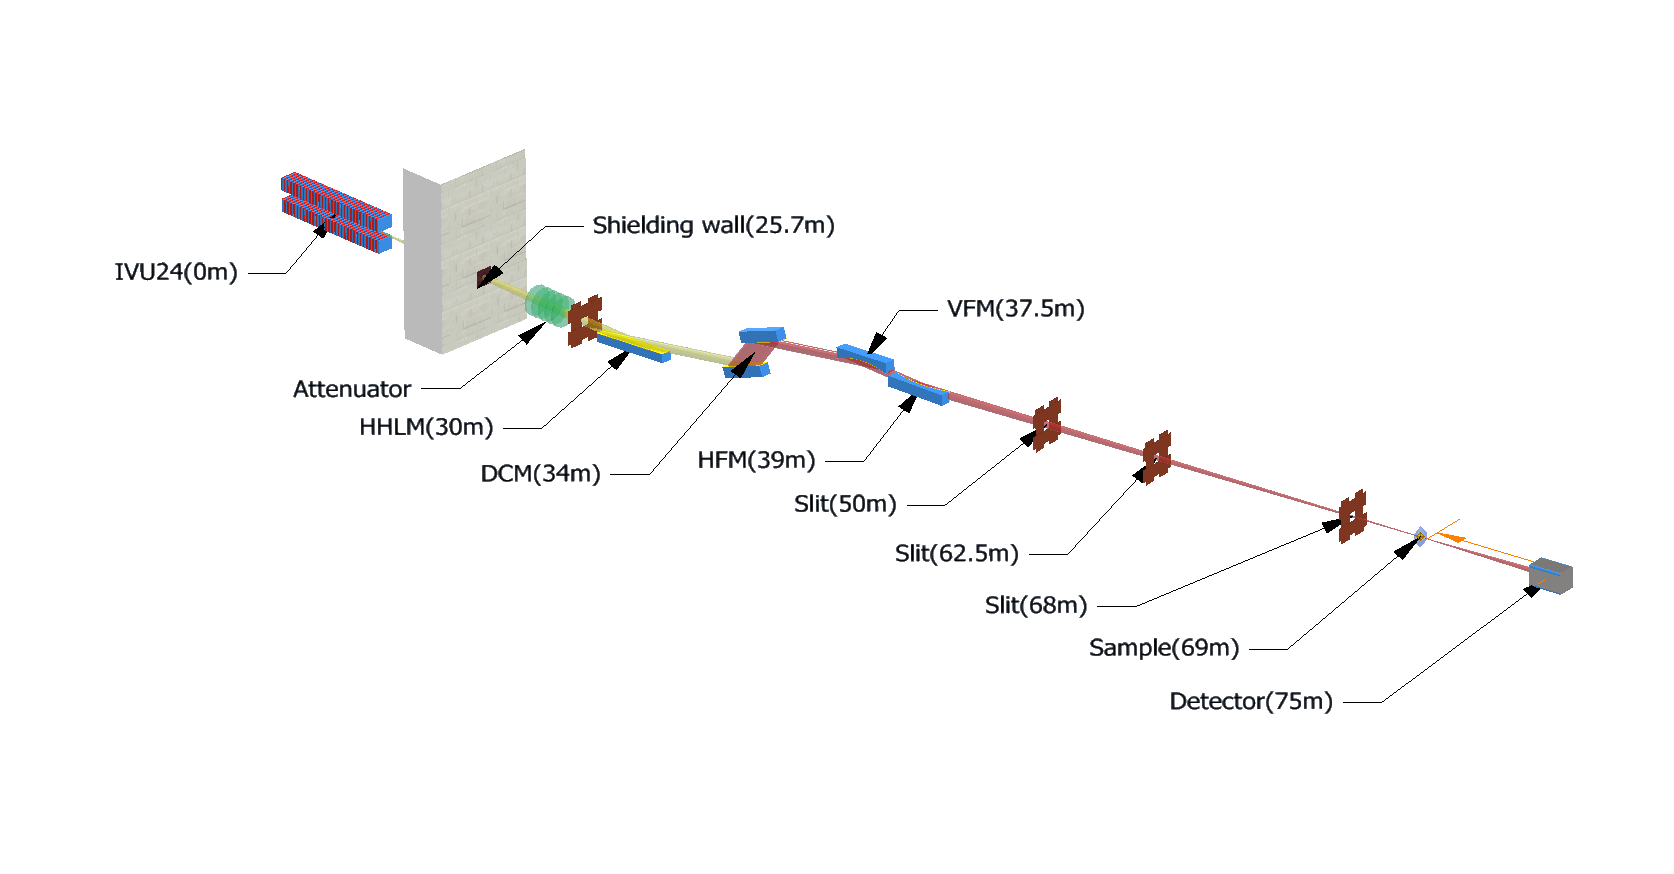 Shielding wall(25.7m)
IVU24(0m)
VFM(37.5m)
Attenuator
HHLM(30m)
HFM(39m)
DCM(34m)
Slit(50m)
Slit(62.5m)
Slit(68m)
Sample(69m)
Detector(75m)